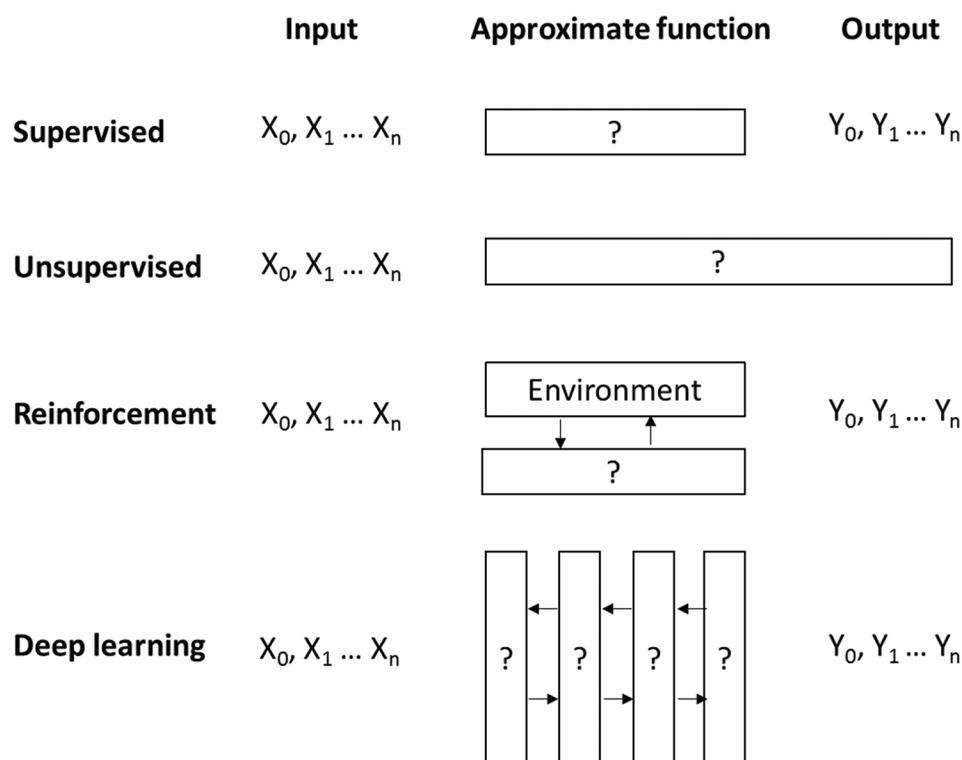 Input Approximate function Output
Supervised X₀, X₁ ... Xₙ ? Y₀, Y₁ ... Yₙ
Unsupervised X₀, X₁ ... Xₙ ?
Environment
Reinforcement X₀, X₁ ... Xₙ Y₀, Y₁ ... Yₙ
?
Deep learning X₀, X₁ ... Xₙ ? ? ? ? Y₀, Y₁ ... Yₙ